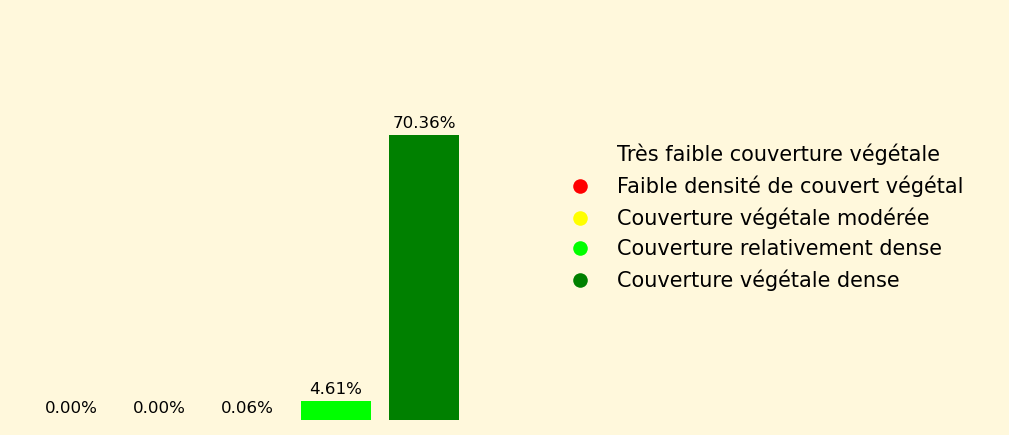 70.36%
Très faible couverture végétale
Faible densité de couvert végétal
Couverture végétale modérée
Couverture relativement dense
Couverture végétale dense
4.61%
0.00%
0.00%
0.06%